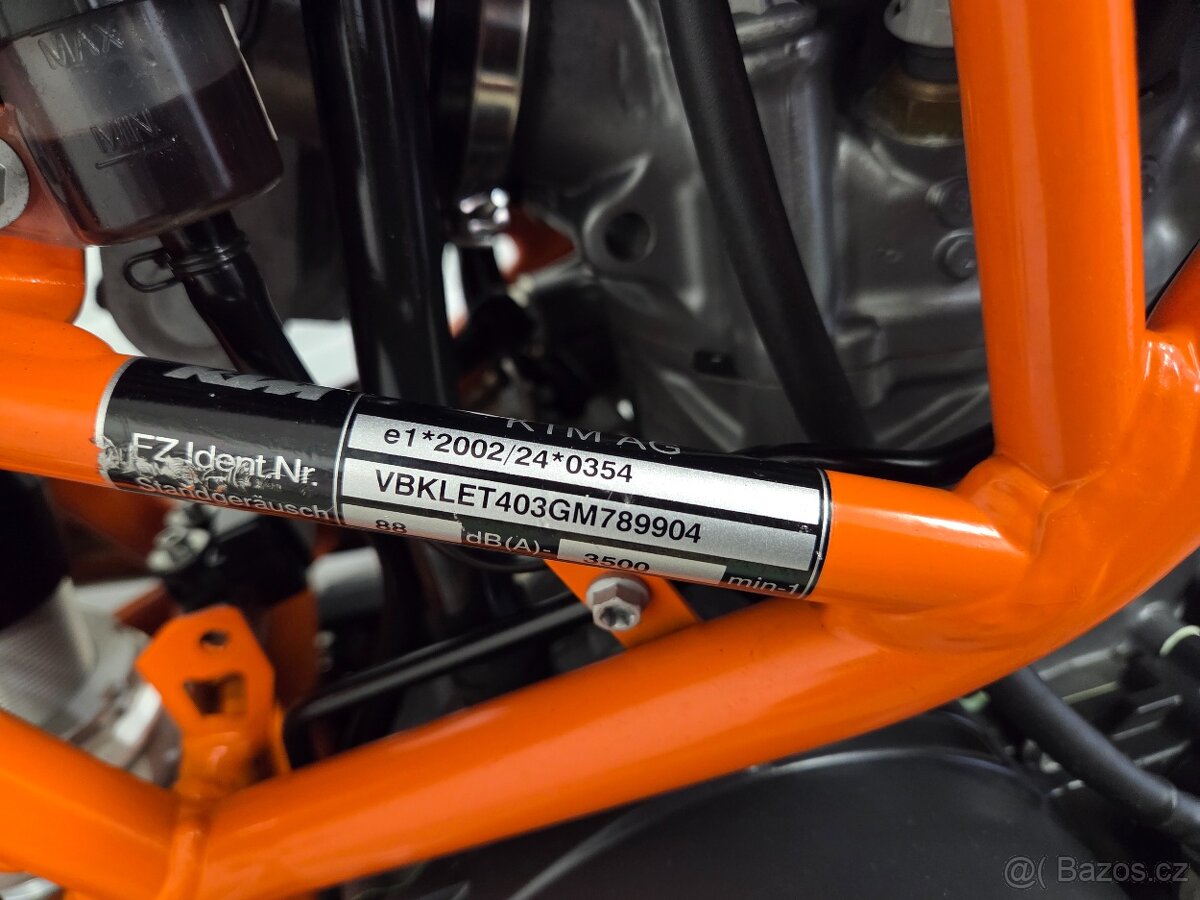 MAX
MIN
KTM
KTM AG
e1*2002/24*0354
FZ.Ident.Nr.
VBKLET403GM789904
Standgeräusch
88 dB(A)- 3500 min-1
@( Bazos.cz